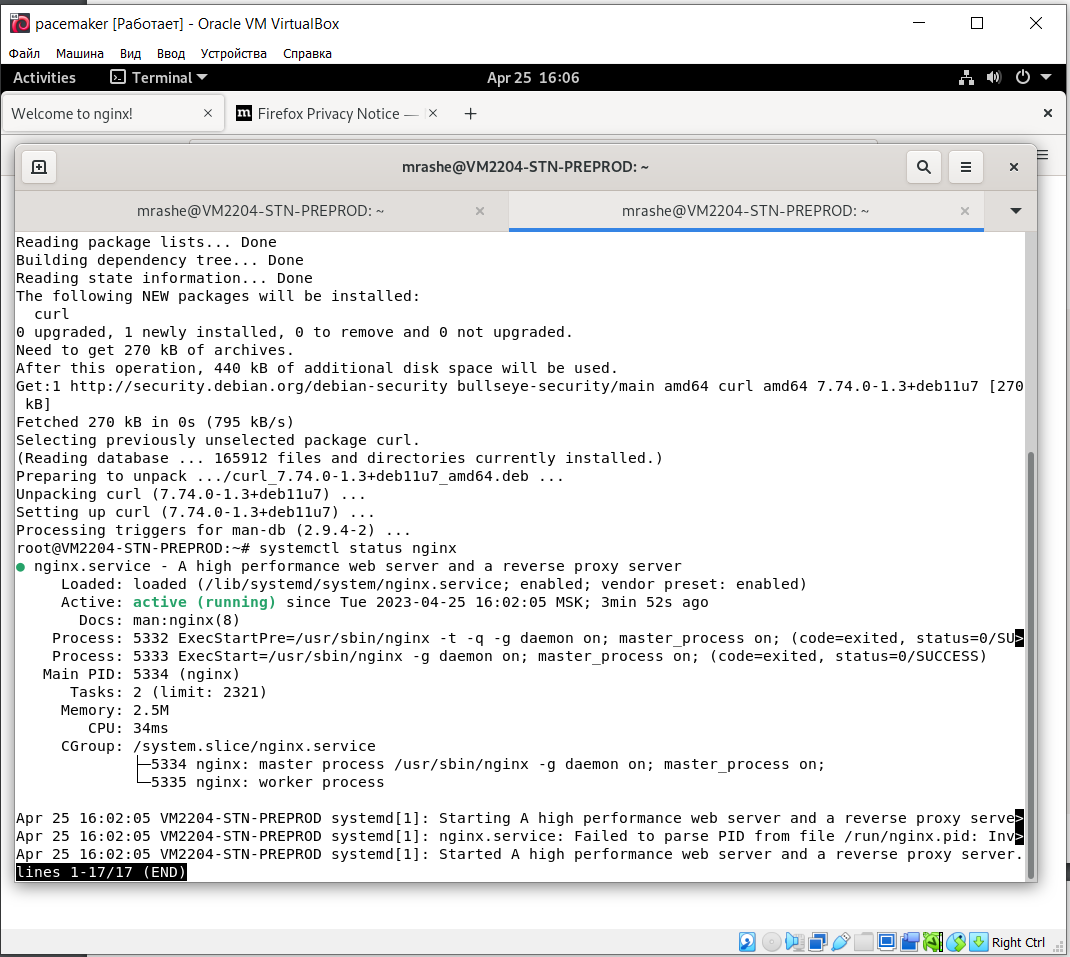 pacemaker [Работает] - Oracle VM VirtualBox
Файл Машина Вид Ввод Устройства Справка
Activities Terminal Apr 25 16:06
Welcome to nginx! × m Firefox Privacy Notice — × + ×
mrashe@VM2204-STN-PREPROD: ~
mrashe@VM2204-STN-PREPROD: ~ × mrashe@VM2204-STN-PREPROD: ~ ×
Reading package lists... Done
Building dependency tree... Done
Reading state information... Done
The following NEW packages will be installed:
  curl
0 upgraded, 1 newly installed, 0 to remove and 0 not upgraded.
Need to get 270 kB of archives.
After this operation, 440 kB of additional disk space will be used.
Get:1 http://security.debian.org/debian-security bullseye-security/main amd64 curl amd64 7.74.0-1.3+deb11u7 [270
 kB]
Fetched 270 kB in 0s (795 kB/s)
Selecting previously unselected package curl.
(Reading database ... 165912 files and directories currently installed.)
Preparing to unpack .../curl_7.74.0-1.3+deb11u7_amd64.deb ...
Unpacking curl (7.74.0-1.3+deb11u7) ...
Setting up curl (7.74.0-1.3+deb11u7) ...
Processing triggers for man-db (2.9.4-2) ...
root@VM2204-STN-PREPROD:~# systemctl status nginx
● nginx.service - A high performance web server and a reverse proxy server
     Loaded: loaded (/lib/systemd/system/nginx.service; enabled; vendor preset: enabled)
     Active: active (running) since Tue 2023-04-25 16:02:05 MSK; 3min 52s ago
       Docs: man:nginx(8)
    Process: 5332 ExecStartPre=/usr/sbin/nginx -t -q -g daemon on; master_process on; (code=exited, status=0/SU>
    Process: 5333 ExecStart=/usr/sbin/nginx -g daemon on; master_process on; (code=exited, status=0/SUCCESS)
   Main PID: 5334 (nginx)
      Tasks: 2 (limit: 2321)
     Memory: 2.5M
        CPU: 34ms
     CGroup: /system.slice/nginx.service
             ├─5334 nginx: master process /usr/sbin/nginx -g daemon on; master_process on;
             └─5335 nginx: worker process
Apr 25 16:02:05 VM2204-STN-PREPROD systemd[1]: Starting A high performance web server and a reverse proxy serve>
Apr 25 16:02:05 VM2204-STN-PREPROD systemd[1]: nginx.service: Failed to parse PID from file /run/nginx.pid: Inv>
Apr 25 16:02:05 VM2204-STN-PREPROD systemd[1]: Started A high performance web server and a reverse proxy server.
lines 1-17/17 (END)
Right Ctrl